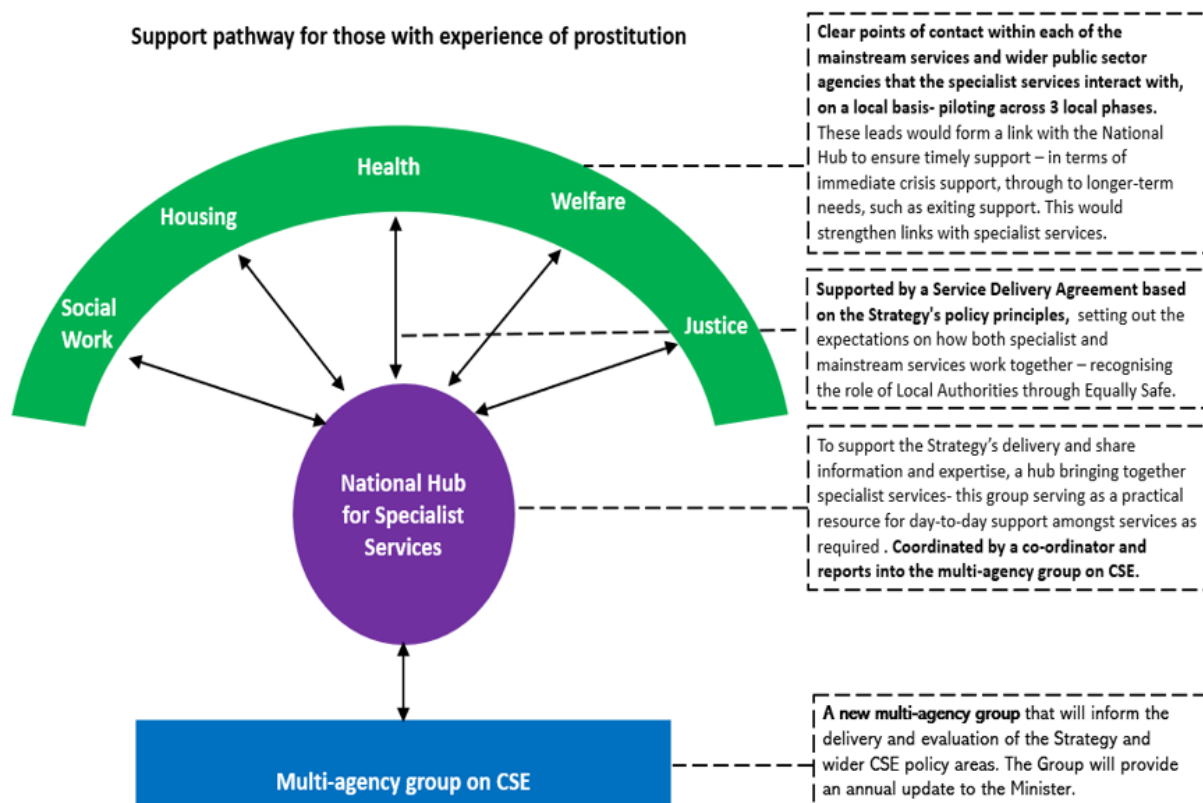 Support pathway for those with experience of prostitution
Health
Housing
Welfare
Social
Work
Justice
National Hub
for Specialist
Services
Multi-agency group on CSE
Clear points of contact within each of the
mainstream services and wider public sector
agencies that the specialist services interact with,
on a local basis- piloting across 3 local phases.
These leads would form a link with the National
Hub to ensure timely support – in terms of
immediate crisis support, through to longer-term
needs, such as exiting support. This would
strengthen links with specialist services.
Supported by a Service Delivery Agreement based
on the Strategy's policy principles, setting out the
expectations on how both specialist and
mainstream services work together – recognising
the role of Local Authorities through Equally Safe.
To support the Strategy's delivery and share
information and expertise, a hub bringing together
specialist services- this group serving as a practical
resource for day-to-day support amongst services as
required . Coordinated by a co-ordinator and
reports into the multi-agency group on CSE.
A new multi-agency group that will inform the
delivery and evaluation of the Strategy and
wider CSE policy areas. The Group will provide
an annual update to the Minister.